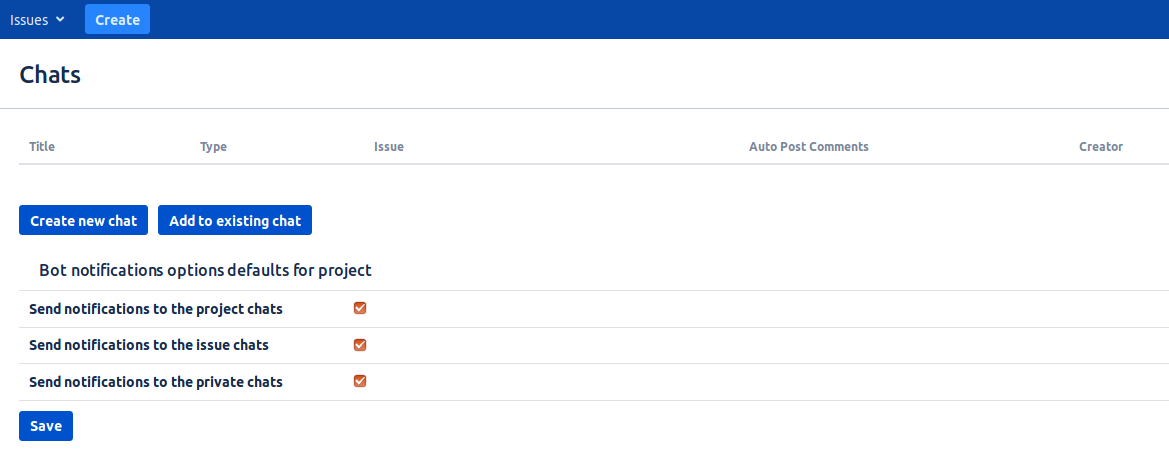 Issues Create
Chats
Title Type Issue Auto Post Comments Creator
Create new chat Add to existing chat
Bot notifications options defaults for project
Send notifications to the project chats
Send notifications to the issue chats
Send notifications to the private chats
Save